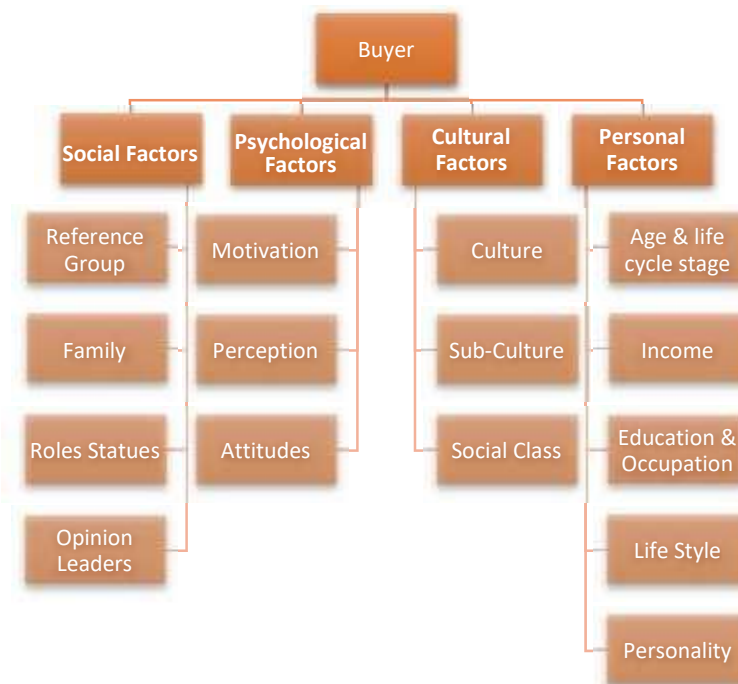 Buyer
Social Factors
Psychological
Factors
Cultural
Factors
Personal
Factors
Reference
Group
Family
Roles Statues
Opinion
Leaders
Motivation
Perception
Attitudes
Culture
Sub-Culture
Social Class
Age & life
cycle stage
Income
Education &
Occupation
Life Style
Personality